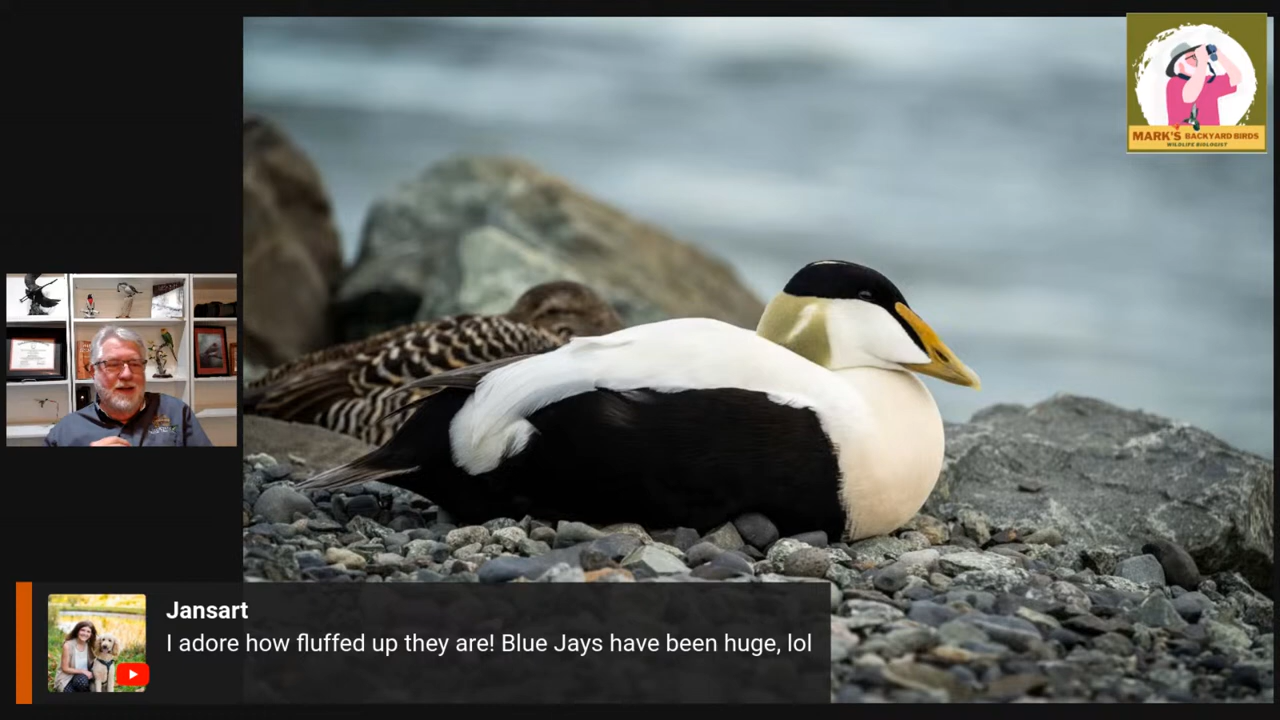 MARK'S BACKYARD BIRDS
WILDLIFE BIOLOGIST
Jansart
I adore how fluffed up they are! Blue Jays have been huge, lol